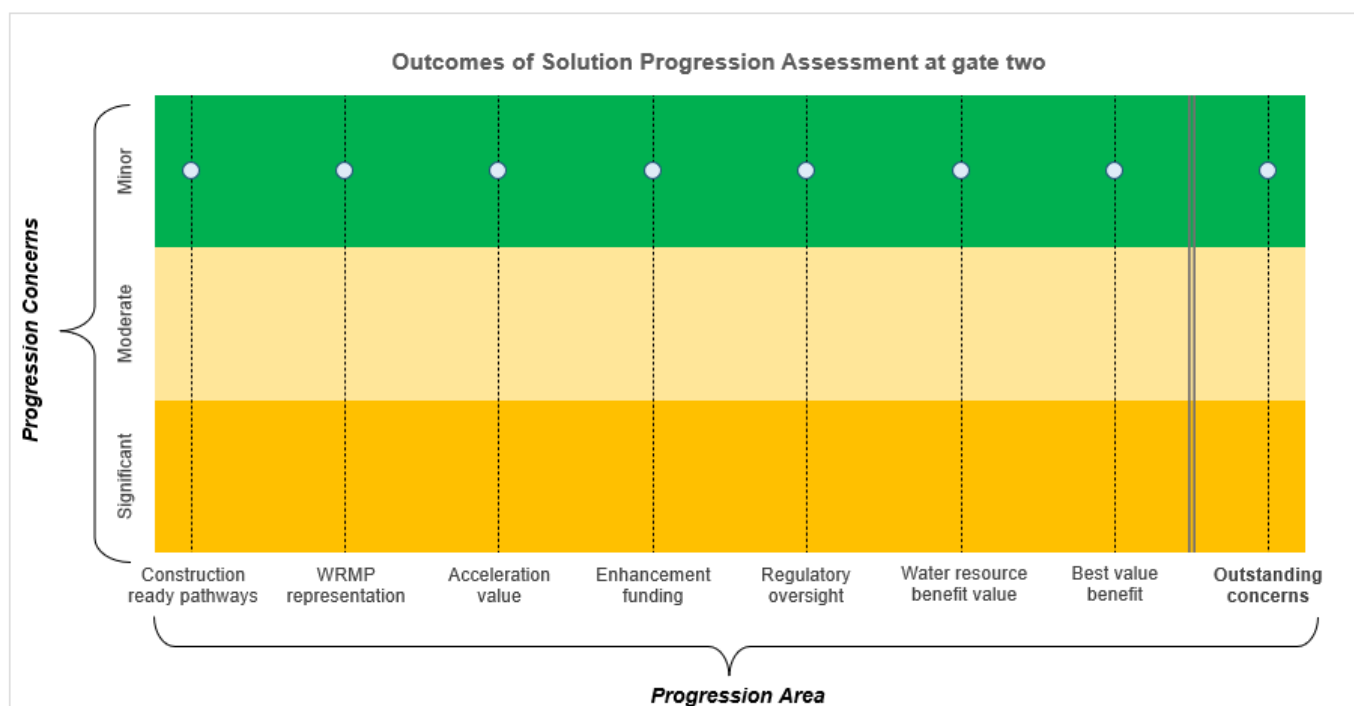 Outcomes of Solution Progression Assessment at gate two
Progression Concerns
Minor
Moderate
Significant
Construction
ready pathways
WRMP
representation
Acceleration
value
Enhancement
funding
Regulatory
oversight
Water resource
benefit value
Best value
benefit
Outstanding
concerns
Progression Area